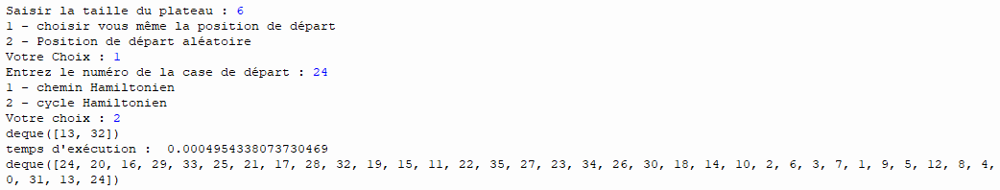 Saisir la taille du plateau : 6
1 - choisir vous même la position de départ
2 - Position de départ aléatoire
Votre Choix : 1
Entrez le numéro de la case de départ : 24
1 - chemin Hamiltonien
2 - cycle Hamiltonien
Votre choix : 2
deque([13, 32])
temps d'exécution :  0.0004954338073730469
deque([24, 20, 16, 29, 33, 25, 21, 17, 28, 32, 19, 15, 11, 22, 35, 27, 23, 34, 26, 30, 18, 14, 10, 2, 6, 3, 7, 1, 9, 5, 12, 8, 4,
0, 31, 13, 24])